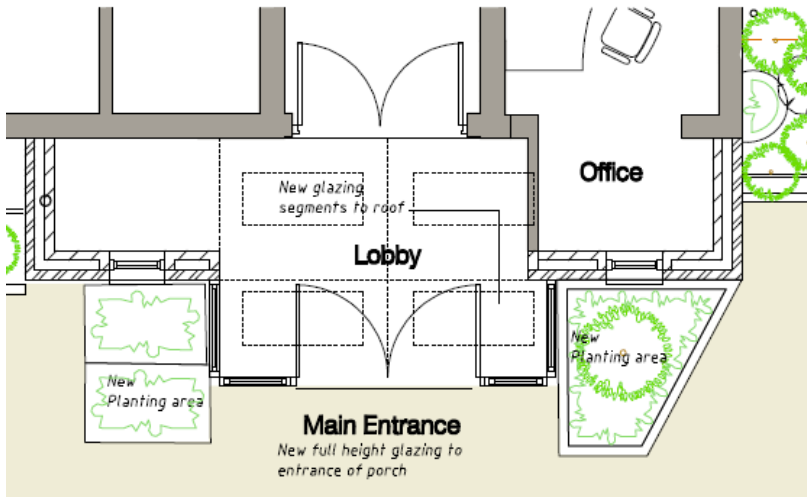 Office
New glazing
segments to roof
Lobby
New
Planting area
New
Planting area
Main Entrance
New full height glazing to
entrance of porch